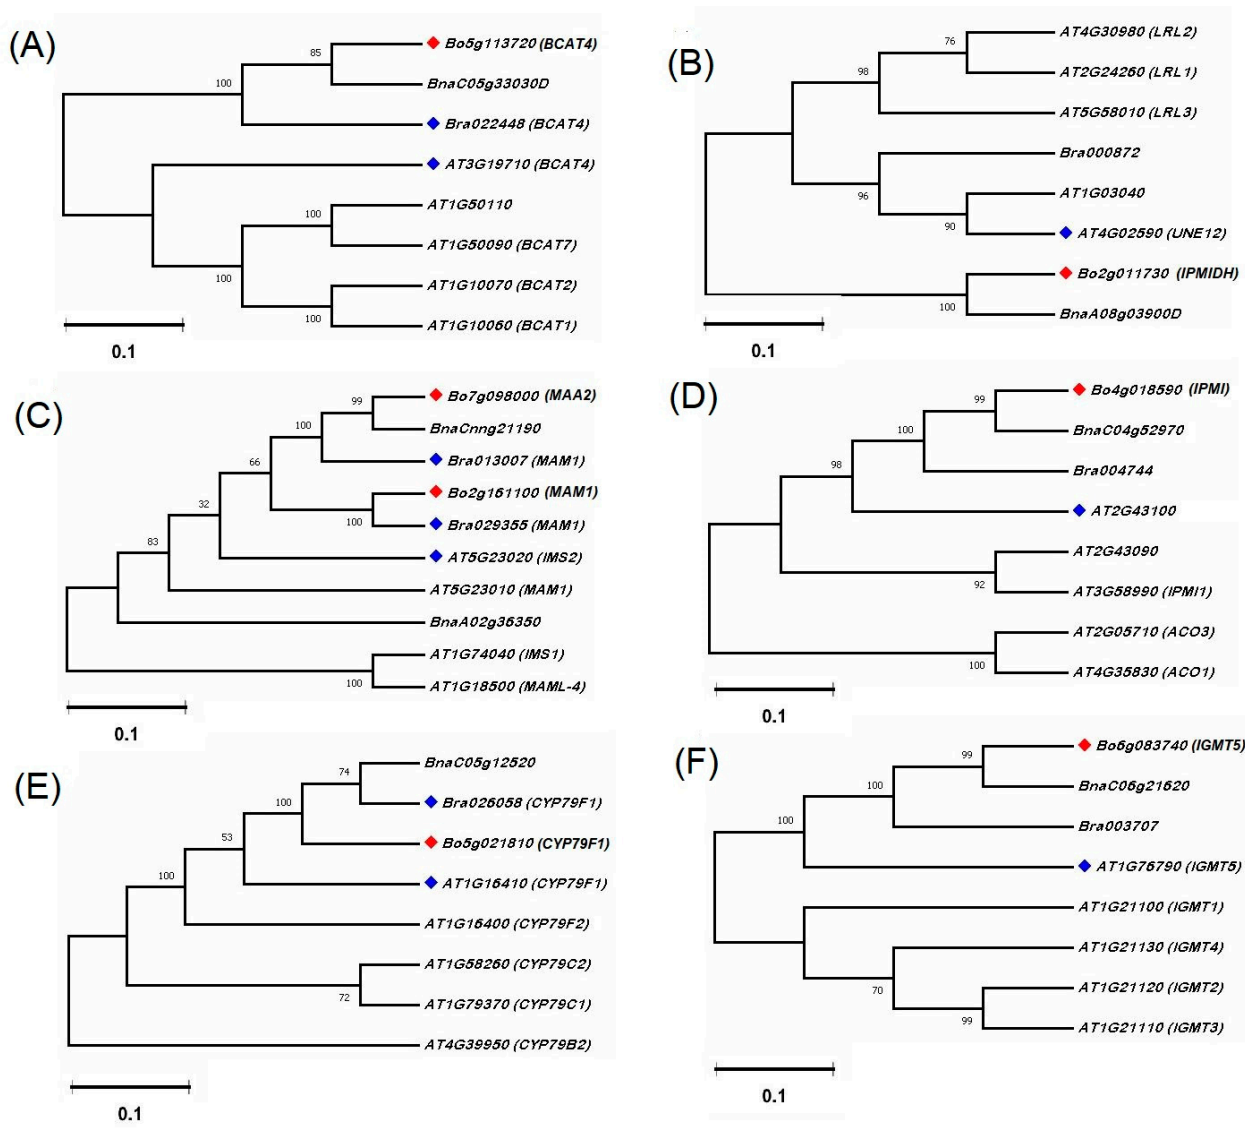 (A)
85
Bo5g113720 (BCAT4)
BnaC05g33030D
100
Bra022448 (BCAT4)
AT3G19710 (BCAT4)
AT1G50110
100
AT1G50090 (BCAT7)
100
AT1G10070 (BCAT2)
100
AT1G10060 (BCAT1)
0.1
(B)
AT4G30980 (LRL2)
76
AT2G24260 (LRL1)
98
AT5G58010 (LRL3)
Bra000872
96
AT1G03040
90
AT4G02590 (UNE12)
Bo2g011730 (IPMIDH)
100
BnaA08g03900D
0.1
(C)
Bo7g098000 (MAA2)
99
BnaCnng21190
100
Bra013007 (MAM1)
66
Bo2g161100 (MAM1)
100
Bra029355 (MAM1)
32
AT5G23020 (IMS2)
83
AT5G23010 (MAM1)
BnaA02g36350
AT1G74040 (IMS1)
100
AT1G18500 (MAML-4)
0.1
(D)
Bo4g018590 (IPMI)
99
BnaC04g52970
100
Bra004744
98
AT2G43100
AT2G43090
92
AT3G58990 (IPMI1)
AT2G05710 (ACO3)
100
AT4G35830 (ACO1)
0.1
(E)
BnaC05g12520
74
Bra026058 (CYP79F1)
100
Bo5g021810 (CYP79F1)
53
AT1G16410 (CYP79F1)
100
AT1G16400 (CYP79F2)
AT1G58260 (CYP79C2)
72
AT1G79370 (CYP79C1)
AT4G39950 (CYP79B2)
0.1
(F)
Bo6g083740 (IGMT5)
99
BnaC06g21620
100
Bra003707
100
AT1G76790 (IGMT5)
AT1G21100 (IGMT1)
AT1G21130 (IGMT4)
70
AT1G21120 (IGMT2)
99
AT1G21110 (IGMT3)
0.1